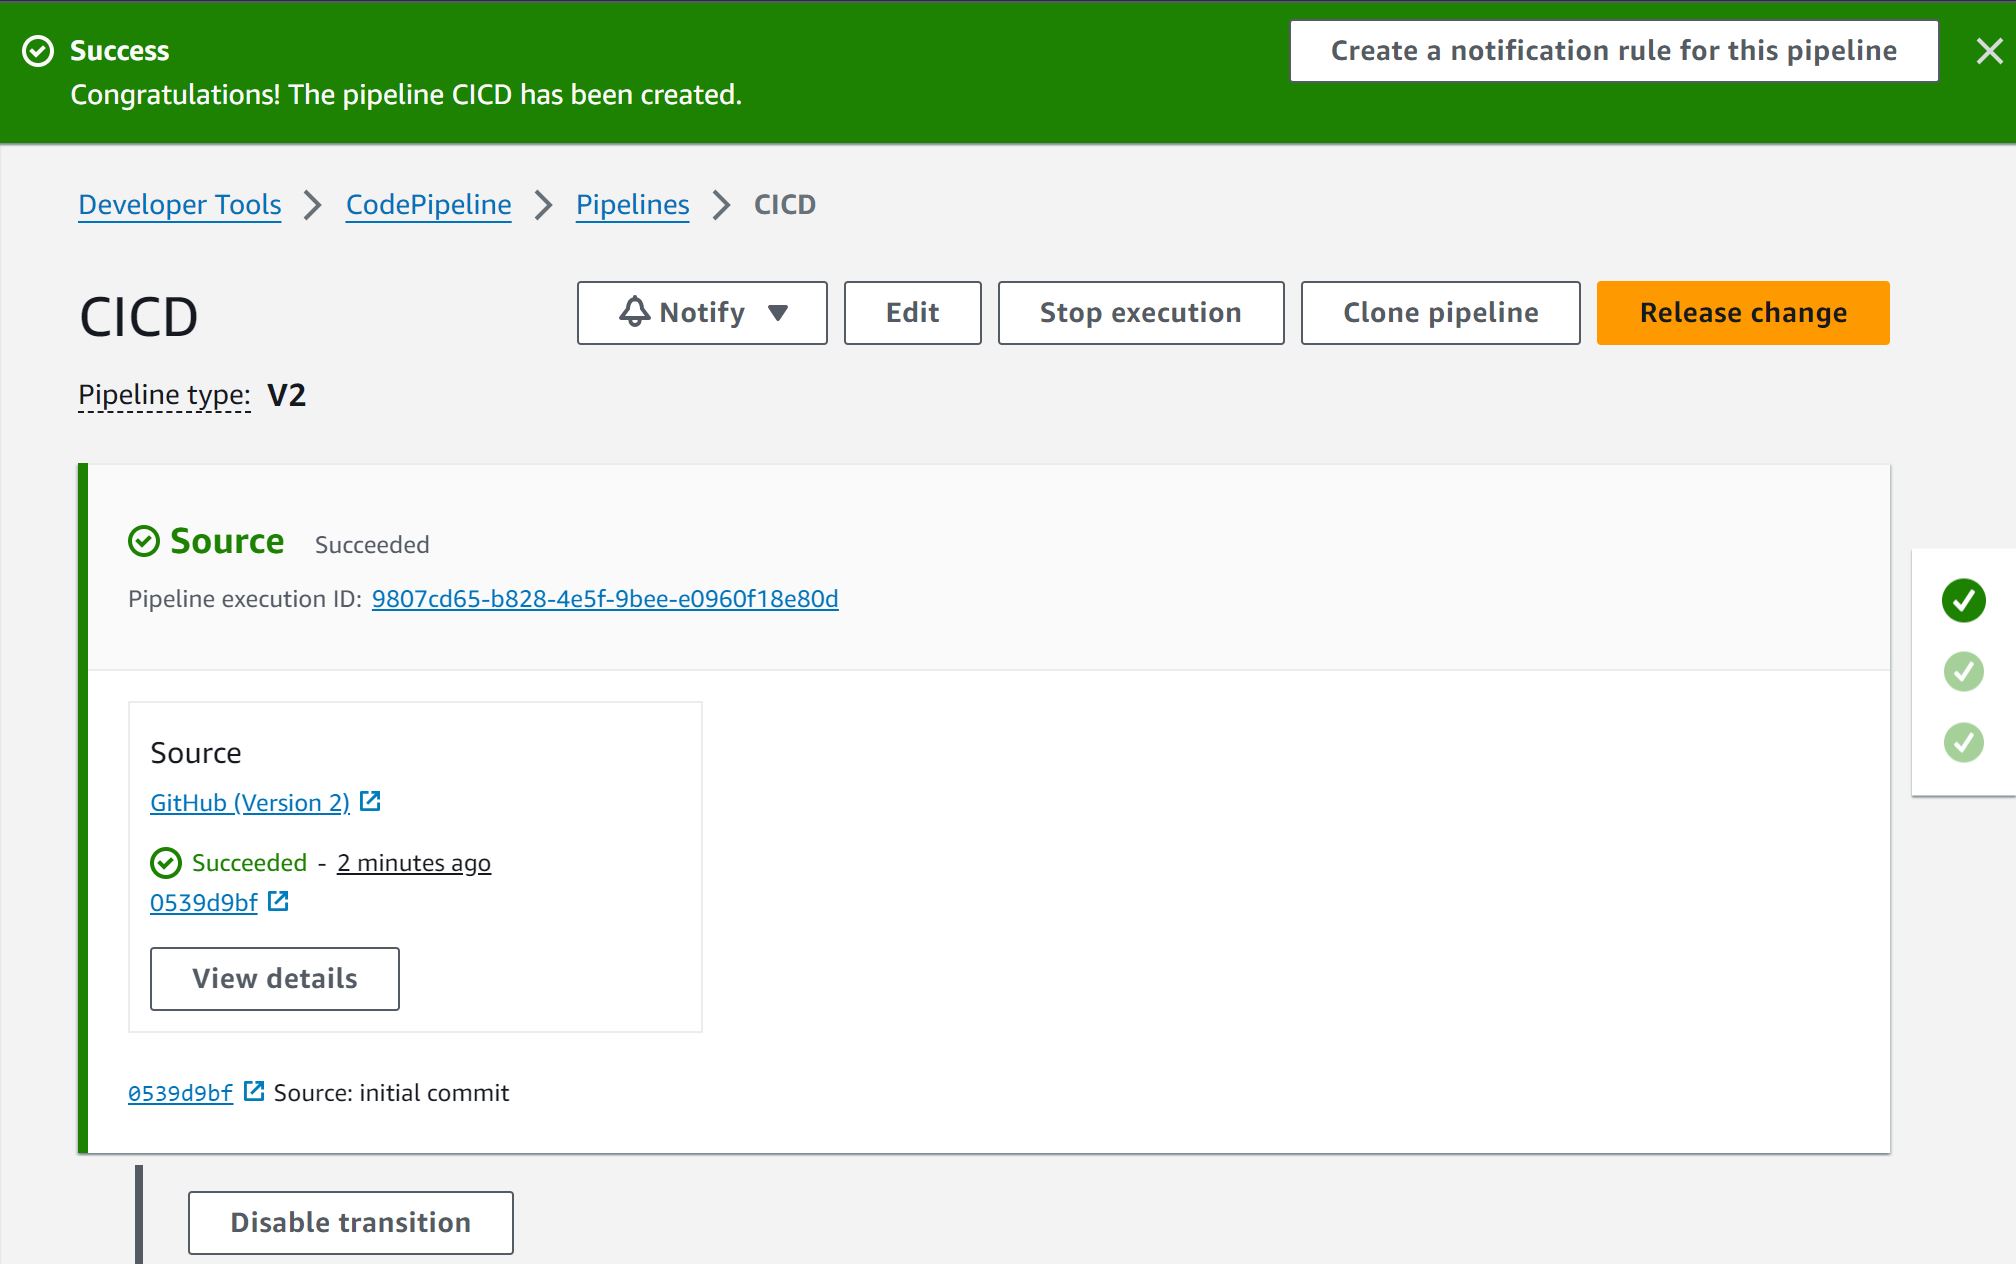 Success
Create a notification rule for this pipeline
Congratulations! The pipeline CICD has been created.
Developer Tools
CodePipeline
Pipelines
CICD
CICD
Notify
Edit
Stop execution
Clone pipeline
Release change
Pipeline type: V2
Source Succeeded
Pipeline execution ID: 9807cd65-b828-4e5f-9bee-e0960f18e80d
Source
GitHub (Version 2)
Succeeded - 2 minutes ago
0539d9bf
View details
0539d9bf Source: initial commit
Disable transition